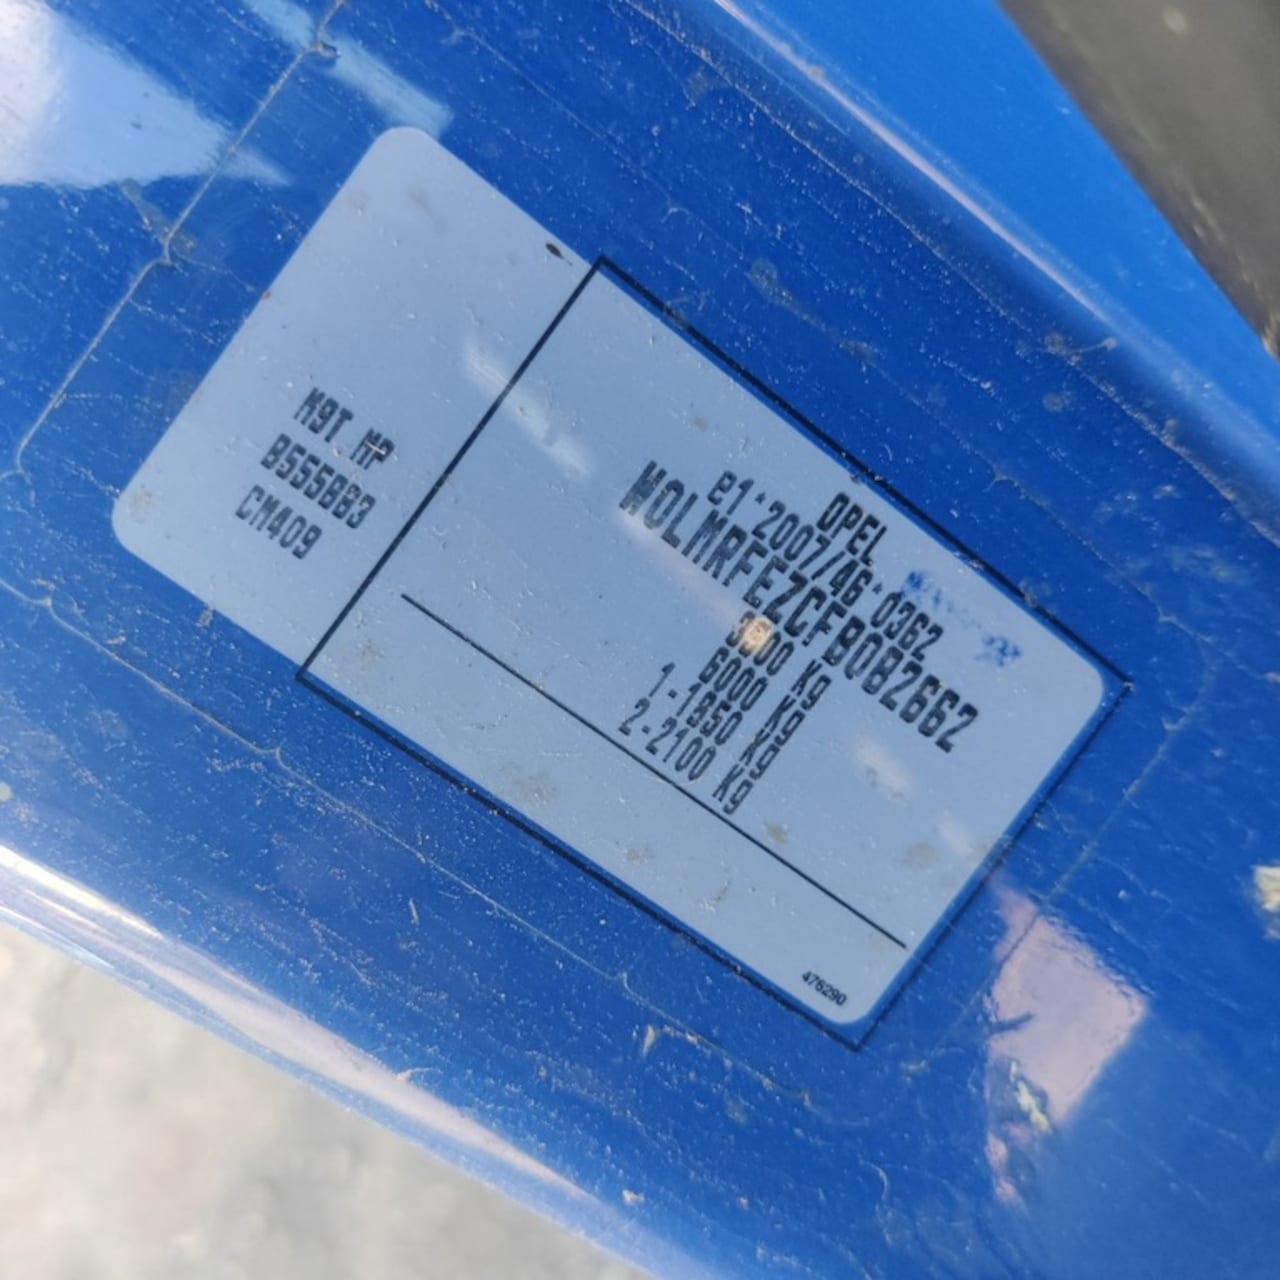 OPEL
e1*2007/46*0362
W0LMRFEZCFB082662
3500 Kg
6000 Kg
1-1850 Kg
2-2100 Kg
M9T MP
B555BB3
CM409
476290